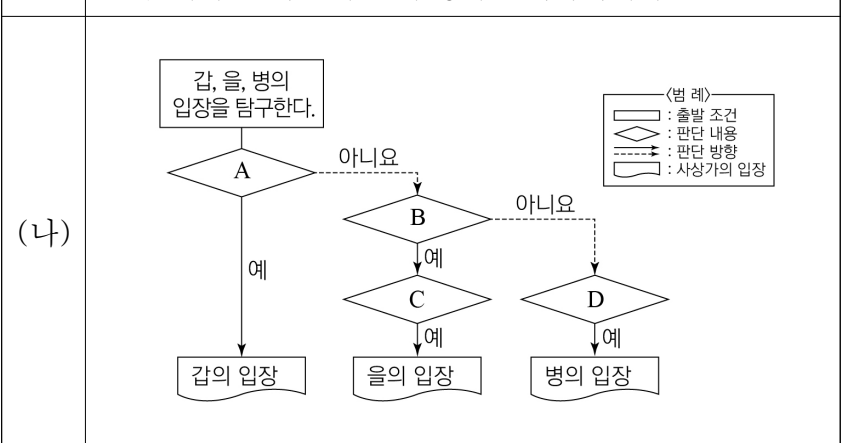 (나)
갑, 을, 병의
입장을 탐구한다.
〈범 례〉
: 출발 조건
: 판단 내용
: 판단 방향
: 사상가의 입장
A
아니요
B
아니요
예
예
C
D
예
예
갑의 입장
을의 입장
병의 입장